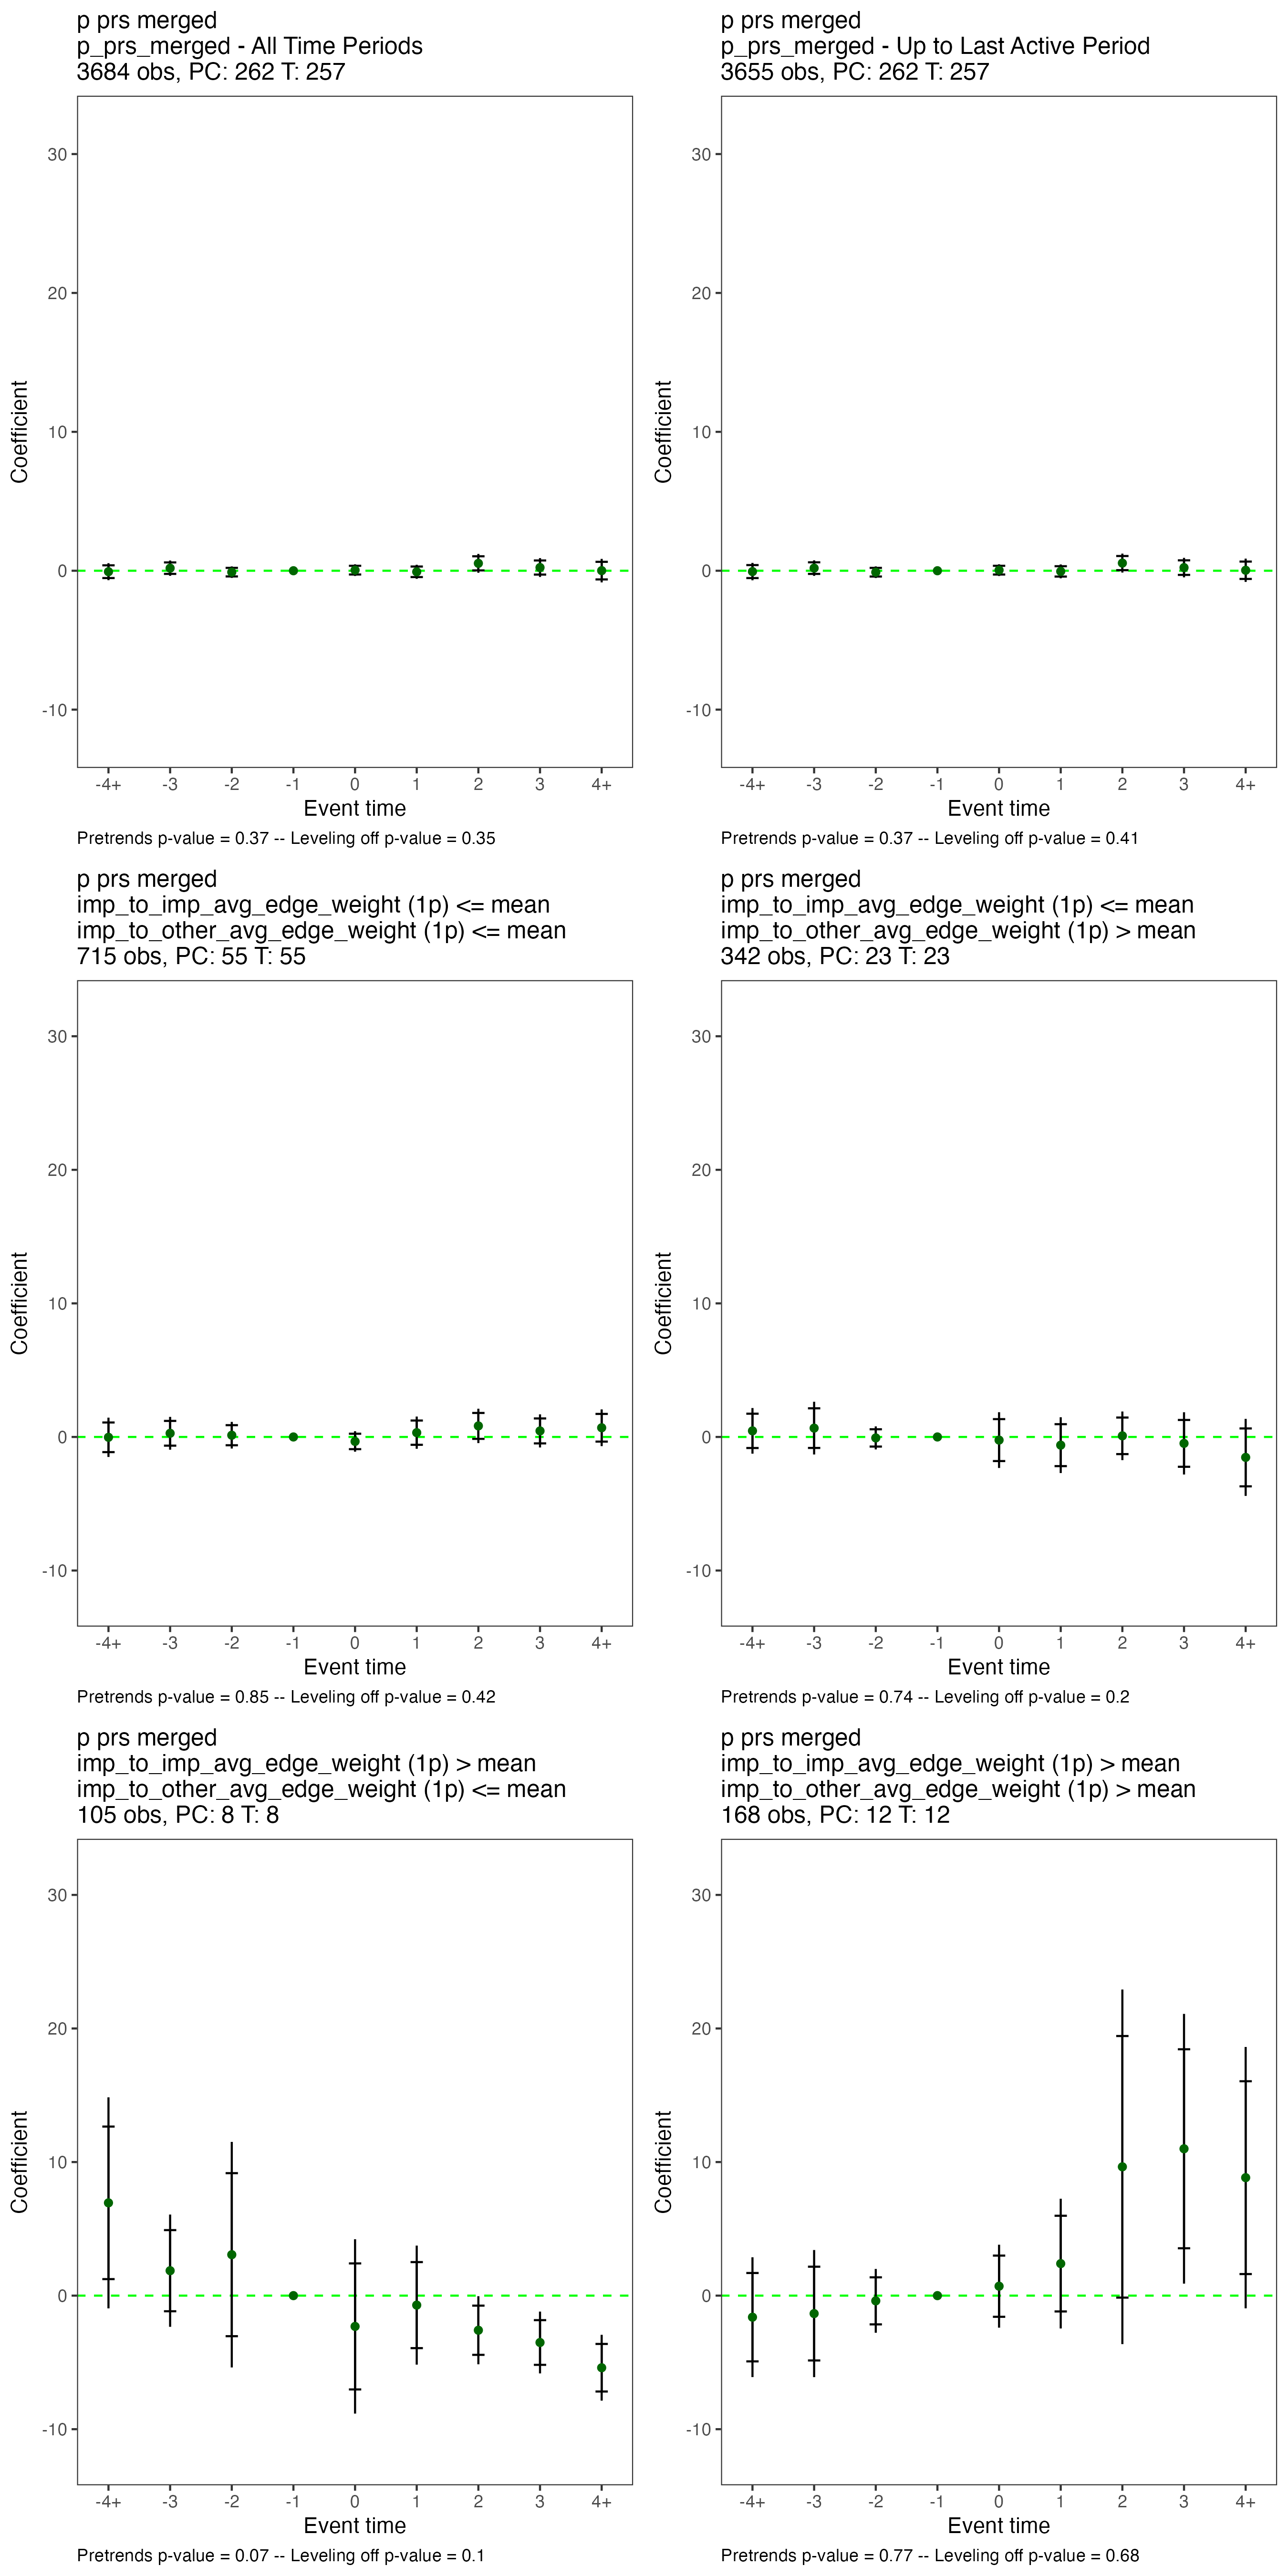 p prs merged
p_prs_merged - All Time Periods
3684 obs, PC: 262 T: 257
30
20
10
0
-10
Coefficient
-4+ -3 -2 -1 0 1 2 3 4+
Event time
Pretrends p-value = 0.37 -- Leveling off p-value = 0.35
p prs merged
p_prs_merged - Up to Last Active Period
3655 obs, PC: 262 T: 257
30
20
10
0
-10
Coefficient
-4+ -3 -2 -1 0 1 2 3 4+
Event time
Pretrends p-value = 0.37 -- Leveling off p-value = 0.41
p prs merged
imp_to_imp_avg_edge_weight (1p) <= mean
imp_to_other_avg_edge_weight (1p) <= mean
715 obs, PC: 55 T: 55
30
20
10
0
-10
Coefficient
-4+ -3 -2 -1 0 1 2 3 4+
Event time
Pretrends p-value = 0.85 -- Leveling off p-value = 0.42
p prs merged
imp_to_imp_avg_edge_weight (1p) <= mean
imp_to_other_avg_edge_weight (1p) > mean
342 obs, PC: 23 T: 23
30
20
10
0
-10
Coefficient
-4+ -3 -2 -1 0 1 2 3 4+
Event time
Pretrends p-value = 0.74 -- Leveling off p-value = 0.2
p prs merged
imp_to_imp_avg_edge_weight (1p) > mean
imp_to_other_avg_edge_weight (1p) <= mean
105 obs, PC: 8 T: 8
30
20
10
0
-10
Coefficient
-4+ -3 -2 -1 0 1 2 3 4+
Event time
Pretrends p-value = 0.07 -- Leveling off p-value = 0.1
p prs merged
imp_to_imp_avg_edge_weight (1p) > mean
imp_to_other_avg_edge_weight (1p) > mean
168 obs, PC: 12 T: 12
30
20
10
0
-10
Coefficient
-4+ -3 -2 -1 0 1 2 3 4+
Event time
Pretrends p-value = 0.77 -- Leveling off p-value = 0.68